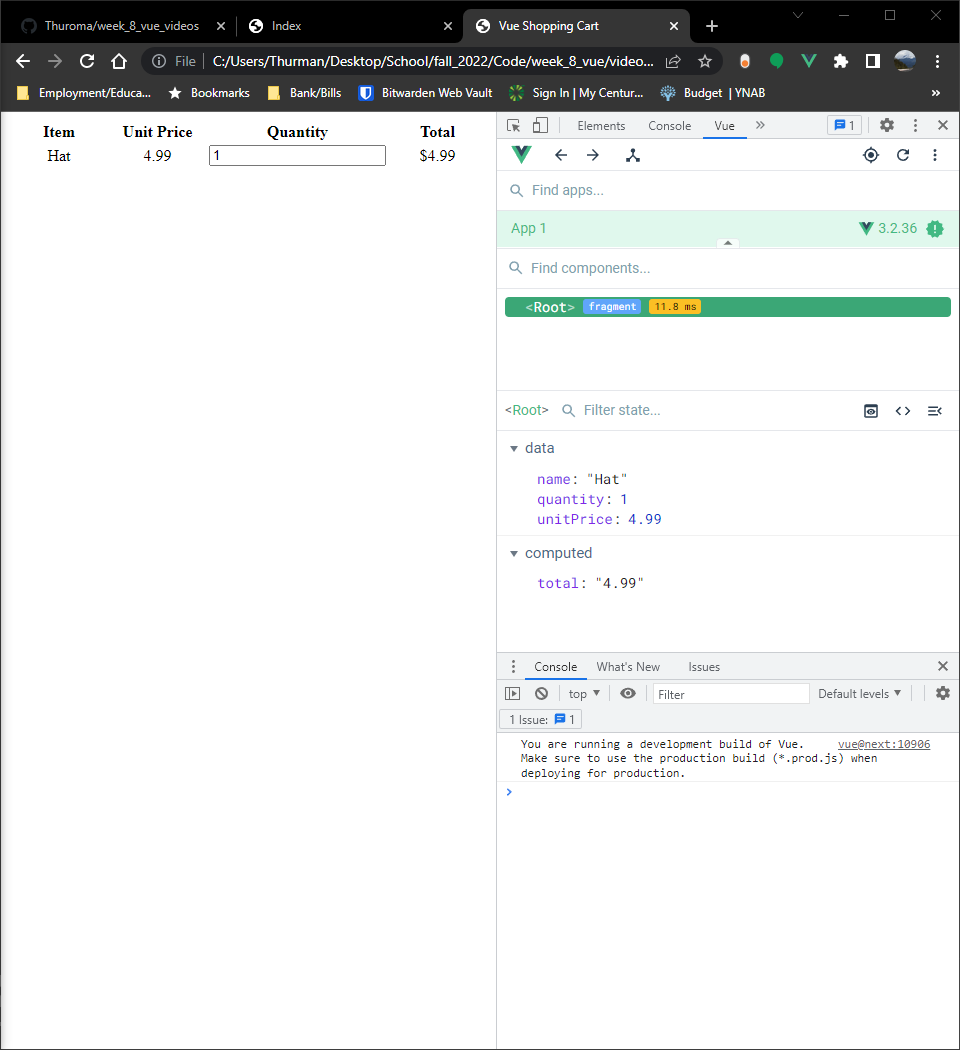 Thuroma/week_8_vue_videos
Index
Vue Shopping Cart
File
C:/Users/Thurman/Desktop/School/fall_2022/Code/week_8_vue/video...
Employment/Educa...
Bookmarks
Bank/Bills
Bitwarden Web Vault
Sign In | My Centur...
Budget | YNAB
»
Item Unit Price Quantity Total
Hat 4.99 1 $4.99
Elements Console Vue » 1
Find apps...
App 1 3.2.36
Find components...
<Root> fragment 11.8 ms
<Root> Filter state...
data
name: "Hat"
quantity: 1
unitPrice: 4.99
computed
total: "4.99"
Console What's New Issues
top Filter Default levels
1 Issue: 1
You are running a development build of Vue. vue@next:10906
Make sure to use the production build (*.prod.js) when
deploying for production.